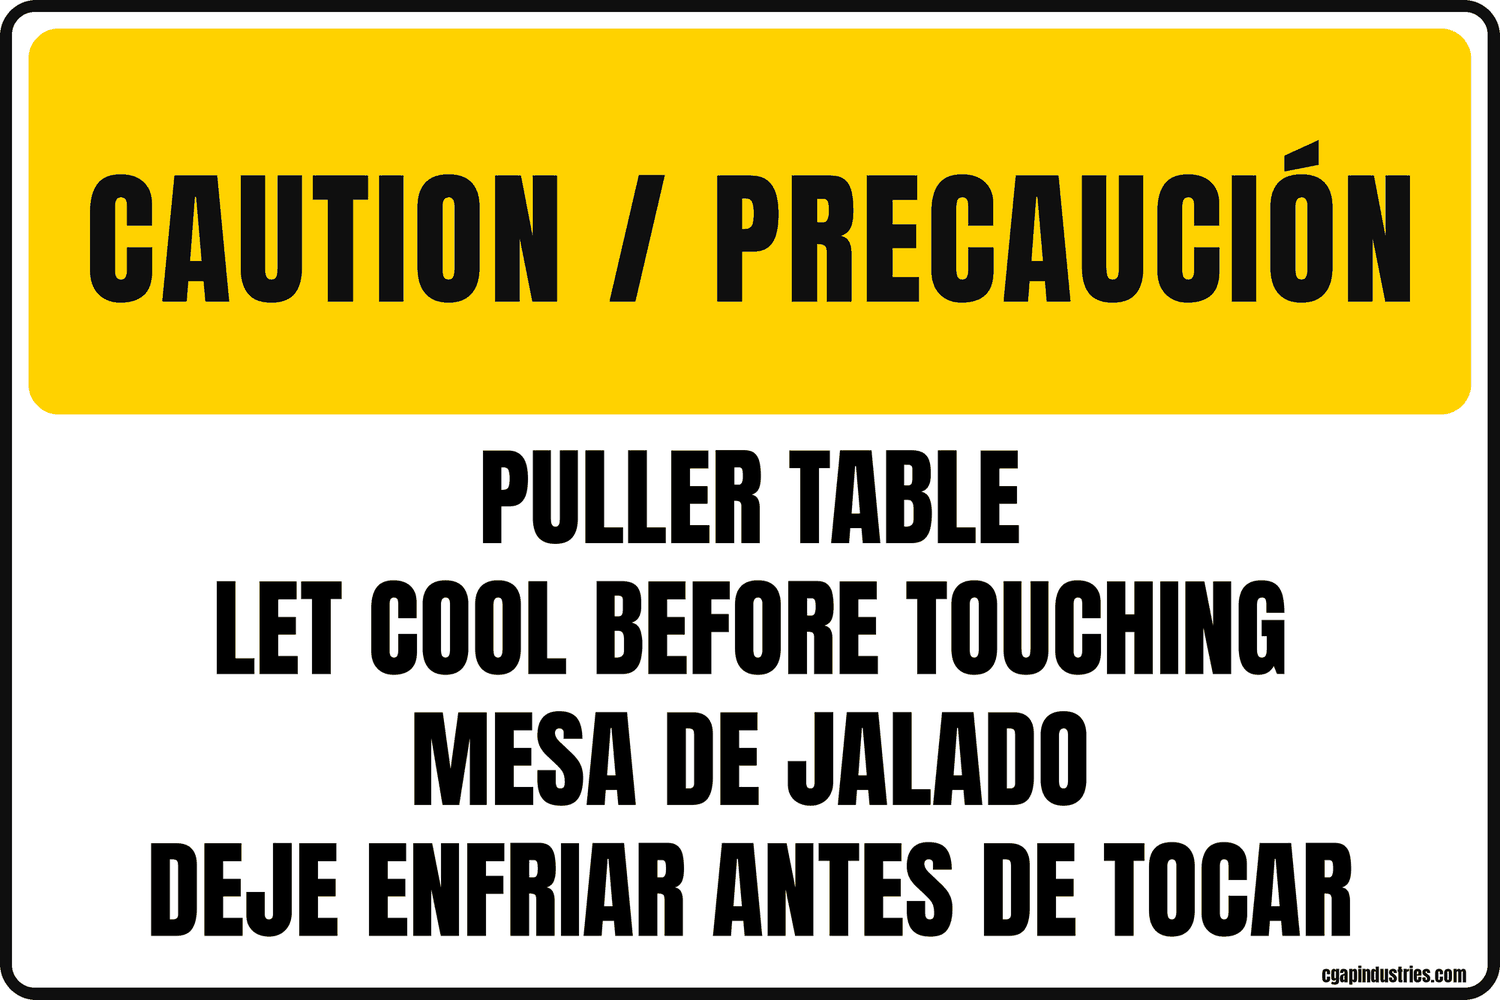 CAUTION / PRECAUCIÓN
PULLER TABLE
LET COOL BEFORE TOUCHING
MESA DE JALADO
DEJE ENFRIAR ANTES DE TOCAR
cgapindustries.com